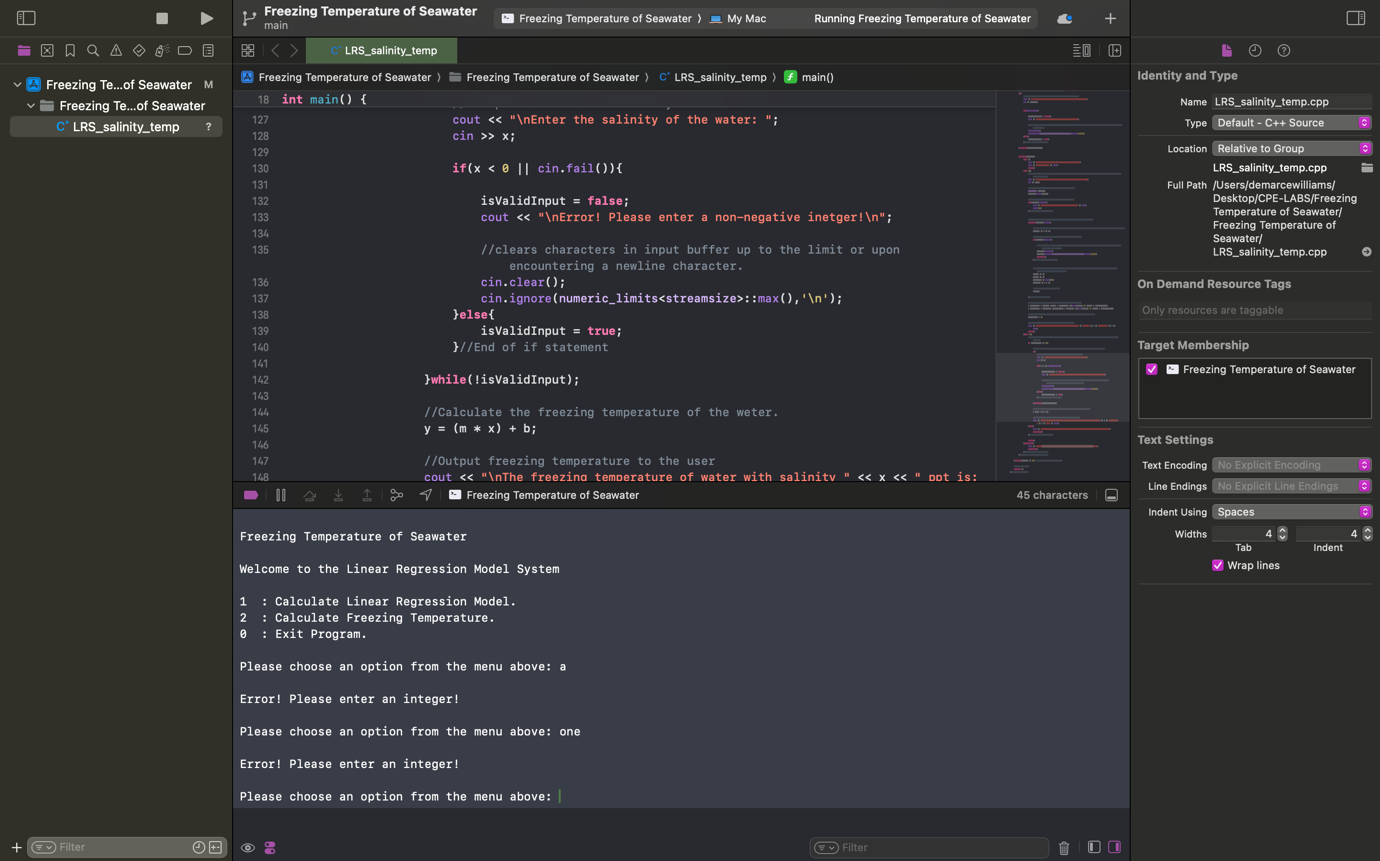 Freezing Temperature of Seawater
main
Freezing Temperature of Seawater 〉 My Mac
Running Freezing Temperature of Seawater
Freezing Te...of Seawater M
Freezing Te...of Seawater
LRS_salinity_temp ?
LRS_salinity_temp
Freezing Temperature of Seawater 〉 Freezing Temperature of Seawater 〉 LRS_salinity_temp 〉 main()
18 int main() {
127 cout << "\nEnter the salinity of the water: ";
128 cin >> x;
129
130 if(x < 0 || cin.fail()){
131
132 isValidInput = false;
133 cout << "\nError! Please enter a non-negative inetger!\n";
134
135 //clears characters in input buffer up to the limit or upon
encountering a newline character.
136 cin.clear();
137 cin.ignore(numeric_limits<streamsize>::max(),'\n');
138 }else{
139 isValidInput = true;
140 }//End of if statement
141
142 }while(!isValidInput);
143
144 //Calculate the freezing temperature of the weter.
145 y = (m * x) + b;
146
147 //Output freezing temperature to the user
148 cout << "\nThe freezing temperature of water with salinity " << x << " ppt is:
Freezing Temperature of Seawater
45 characters
Freezing Temperature of Seawater
Welcome to the Linear Regression Model System
1 : Calculate Linear Regression Model.
2 : Calculate Freezing Temperature.
0 : Exit Program.
Please choose an option from the menu above: a
Error! Please enter an integer!
Please choose an option from the menu above: one
Error! Please enter an integer!
Please choose an option from the menu above:
Filter
Filter
Identity and Type
Name LRS_salinity_temp.cpp
Type Default - C++ Source
Location Relative to Group
LRS_salinity_temp.cpp
Full Path /Users/demarcewilliams/
Desktop/CPE-LABS/Freezing
Temperature of Seawater/
Freezing Temperature of
Seawater/
LRS_salinity_temp.cpp
On Demand Resource Tags
Only resources are taggable
Target Membership
Freezing Temperature of Seawater
Text Settings
Text Encoding No Explicit Encoding
Line Endings No Explicit Line Endings
Indent Using Spaces
Widths 4 4
Tab Indent
Wrap lines